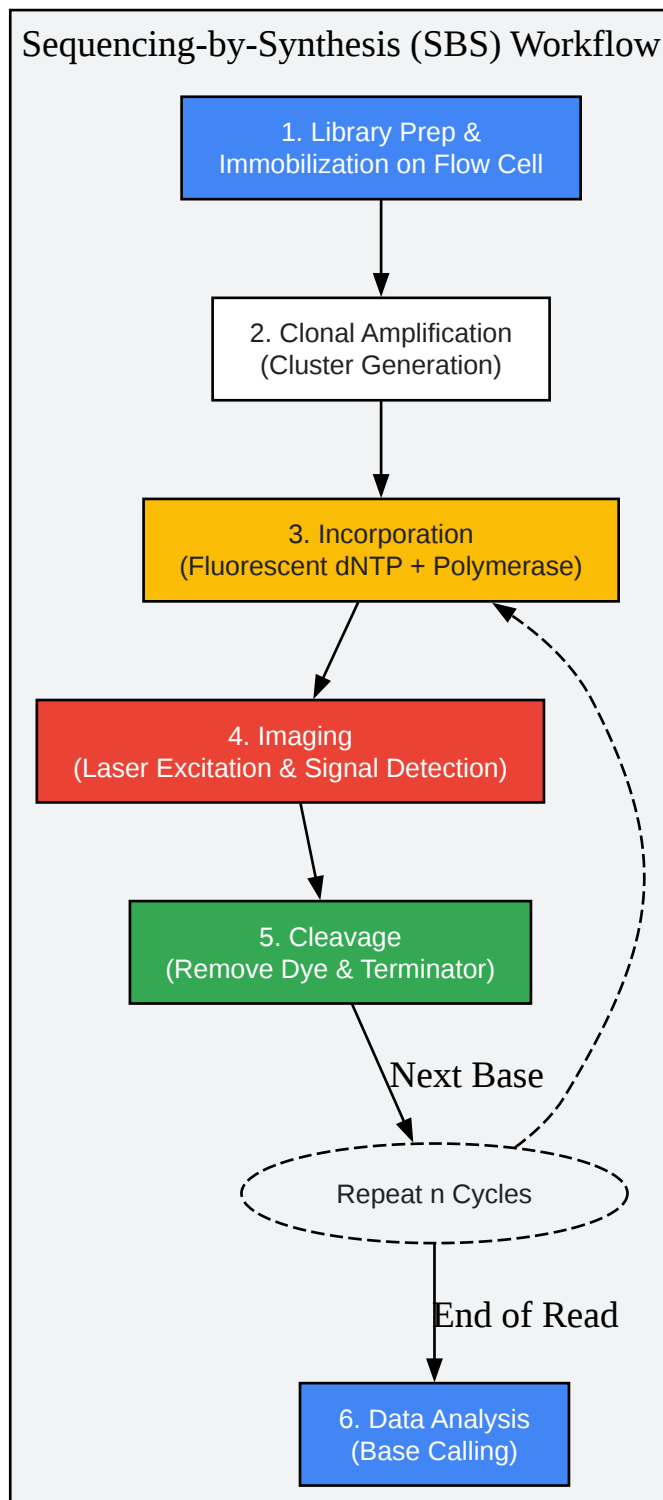 Sequencing-by-Synthesis (SBS) Workflow
1. Library Prep &
Immobilization on Flow Cell
2. Clonal Amplification
(Cluster Generation)
3. Incorporation
(Fluorescent dNTP + Polymerase)
4. Imaging
(Laser Excitation & Signal Detection)
5. Cleavage
(Remove Dye & Terminator)
Next Base
Repeat n Cycles
End of Read
6. Data Analysis
(Base Calling)